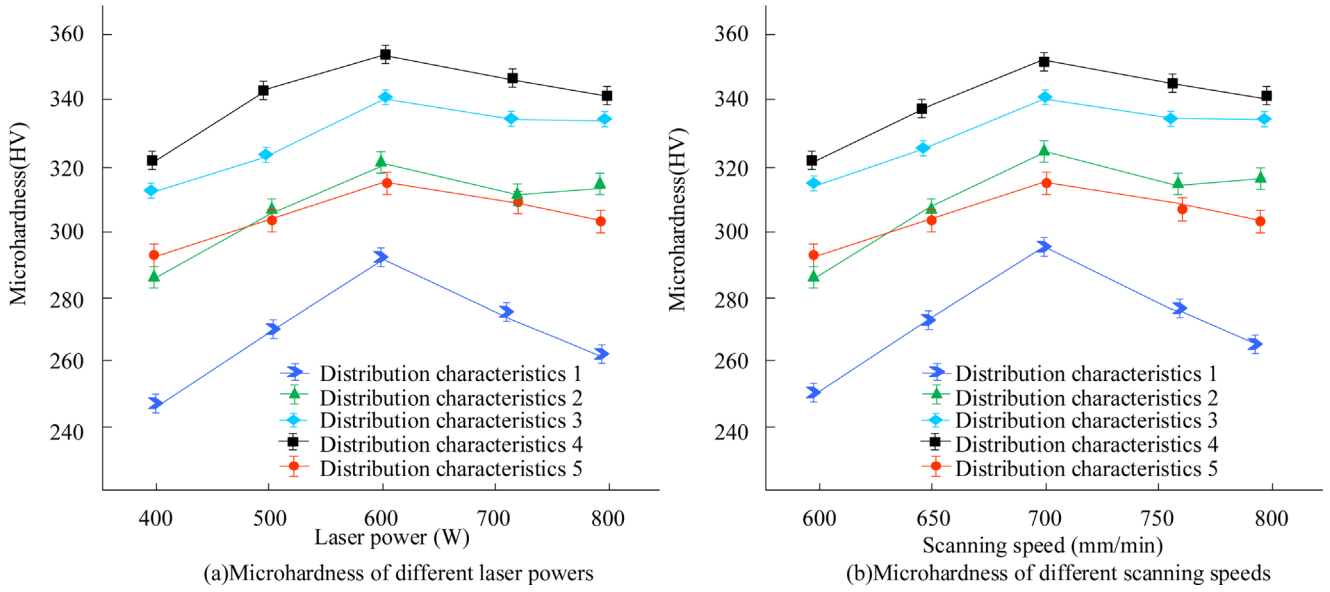 360
340
320
300
280
260
240
Microhardness(HV)
Distribution characteristics 1
Distribution characteristics 2
Distribution characteristics 3
Distribution characteristics 4
Distribution characteristics 5
400 500 600 700 800
Laser power (W)
(a)Microhardness of different laser powers
360
340
320
300
280
260
240
Microhardness(HV)
Distribution characteristics 1
Distribution characteristics 2
Distribution characteristics 3
Distribution characteristics 4
Distribution characteristics 5
600 650 700 750 800
Scanning speed (mm/min)
(b)Microhardness of different scanning speeds